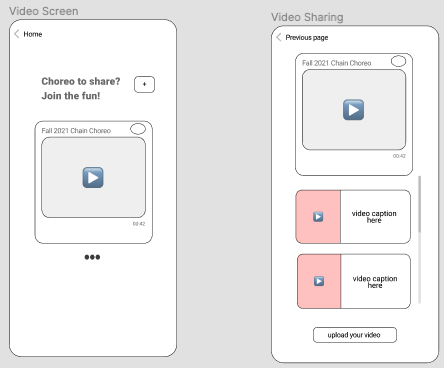 Video Screen
Home
Choreo to share?
+
Join the fun!
Fall 2021 Chain Choreo
00:42
Video Sharing
Previous page
Fall 2021 Chain Choreo
00:42
video caption
here
video caption
here
upload your video